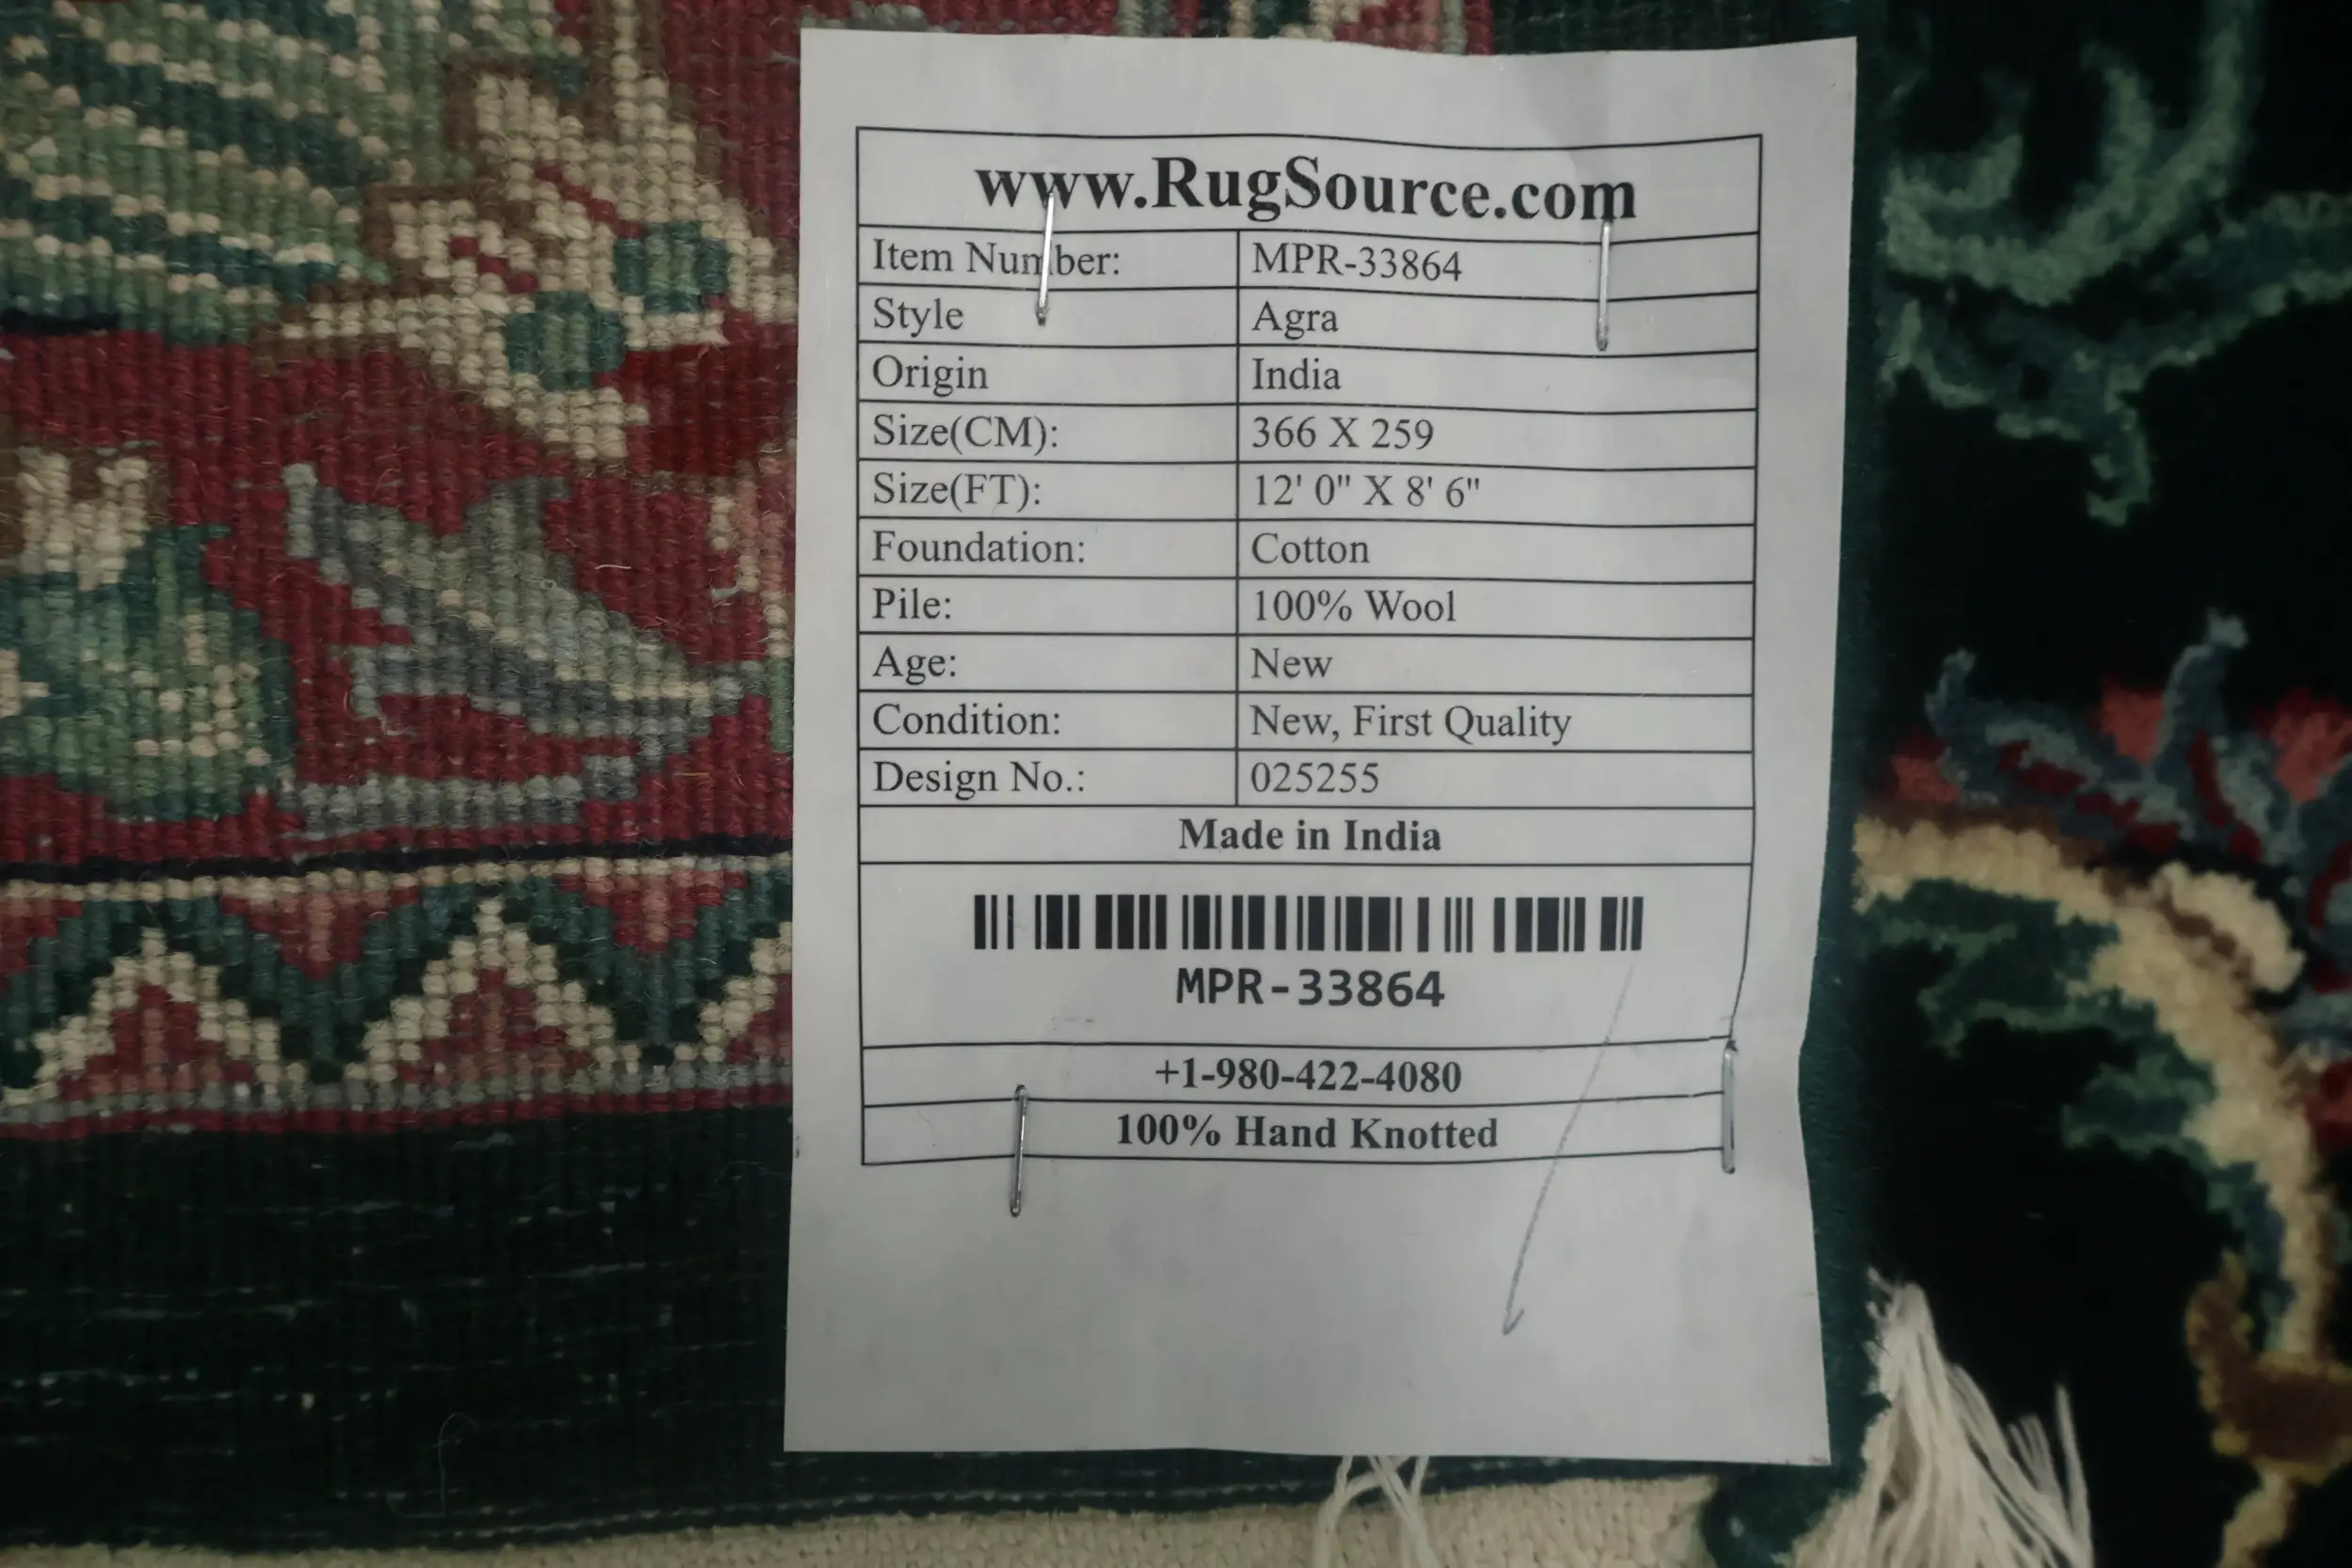 www.RugSource.com
Item Number: MPR-33864
Style Agra
Origin India
Size(CM): 366 X 259
Size(FT): 12' 0" X 8' 6"
Foundation: Cotton
Pile: 100% Wool
Age: New
Condition: New, First Quality
Design No.: 025255
Made in India
MPR-33864
+1-980-422-4080
100% Hand Knotted